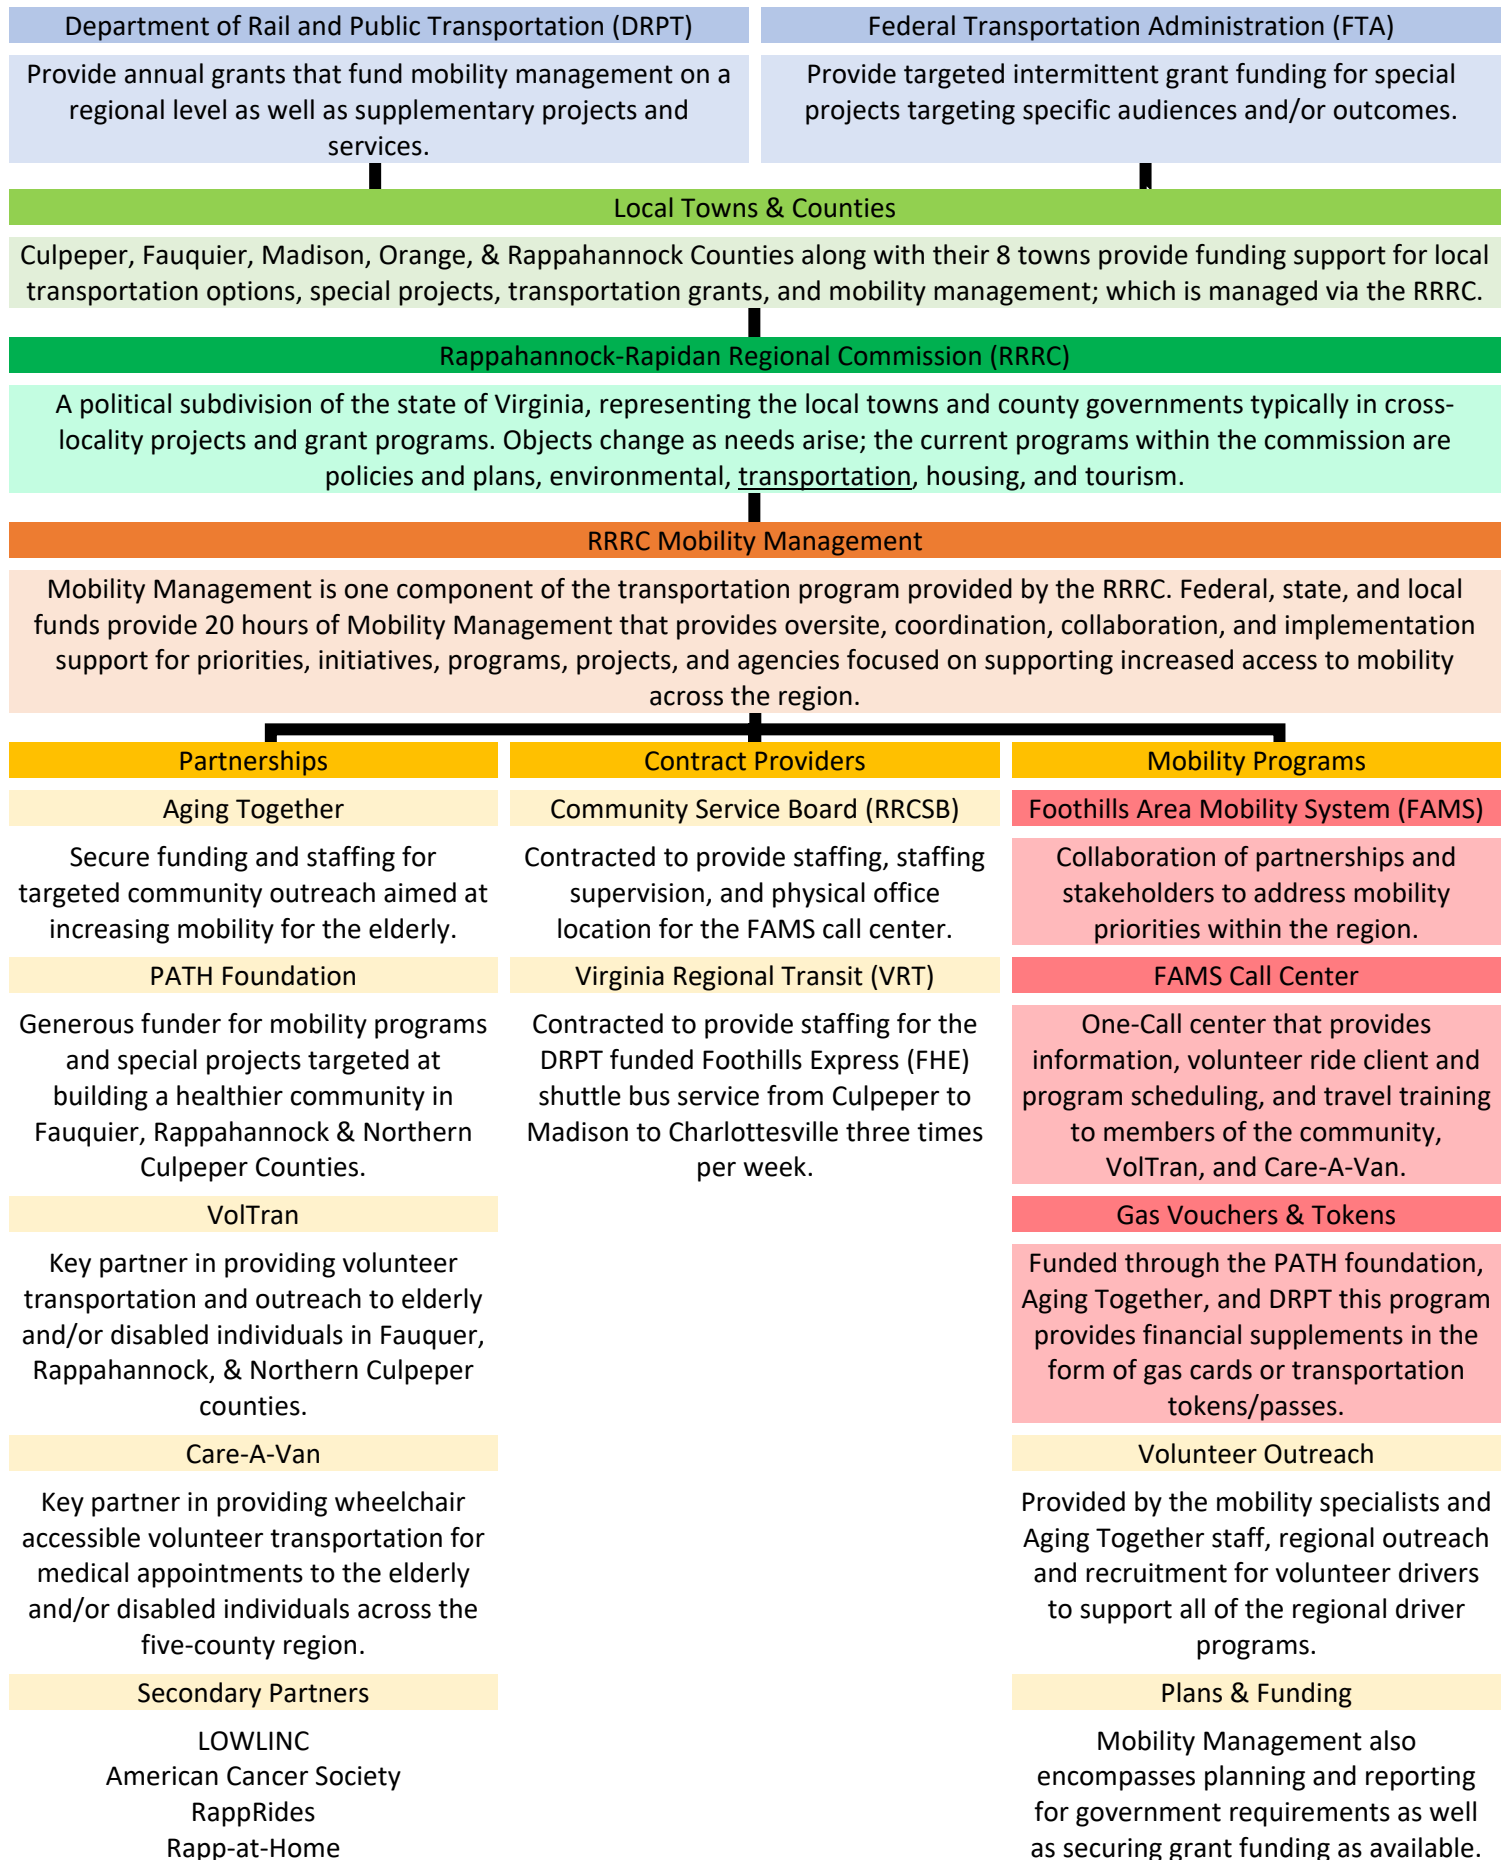 Department of Rail and Public Transportation (DRPT)
Provide annual grants that fund mobility management on a
regional level as well as supplementary projects and
services.
Federal Transportation Administration (FTA)
Provide targeted intermittent grant funding for special
projects targeting specific audiences and/or outcomes.
Local Towns & Counties
Culpeper, Fauquier, Madison, Orange, & Rappahannock Counties along with their 8 towns provide funding support for local
transportation options, special projects, transportation grants, and mobility management; which is managed via the RRRC.
Rappahannock-Rapidan Regional Commission (RRRC)
A political subdivision of the state of Virginia, representing the local towns and county governments typically in cross-
locality projects and grant programs. Objects change as needs arise; the current programs within the commission are
policies and plans, environmental, transportation, housing, and tourism.
RRRC Mobility Management
Mobility Management is one component of the transportation program provided by the RRRC. Federal, state, and local
funds provide 20 hours of Mobility Management that provides oversite, coordination, collaboration, and implementation
support for priorities, initiatives, programs, projects, and agencies focused on supporting increased access to mobility
across the region.
Partnerships
Aging Together
Secure funding and staffing for
targeted community outreach aimed at
increasing mobility for the elderly.
PATH Foundation
Generous funder for mobility programs
and special projects targeted at
building a healthier community in
Fauquier, Rappahannock & Northern
Culpeper Counties.
VolTran
Key partner in providing volunteer
transportation and outreach to elderly
and/or disabled individuals in Fauquer,
Rappahannock, & Northern Culpeper
counties.
Care-A-Van
Key partner in providing wheelchair
accessible volunteer transportation for
medical appointments to the elderly
and/or disabled individuals across the
five-county region.
Secondary Partners
LOWLINC
American Cancer Society
RappRides
Rapp-at-Home
Contract Providers
Community Service Board (RRCSB)
Contracted to provide staffing, staffing
supervision, and physical office
location for the FAMS call center.
Virginia Regional Transit (VRT)
Contracted to provide staffing for the
DRPT funded Foothills Express (FHE)
shuttle bus service from Culpeper to
Madison to Charlottesville three times
per week.
Mobility Programs
Foothills Area Mobility System (FAMS)
Collaboration of partnerships and
stakeholders to address mobility
priorities within the region.
FAMS Call Center
One-Call center that provides
information, volunteer ride client and
program scheduling, and travel training
to members of the community,
VolTran, and Care-A-Van.
Gas Vouchers & Tokens
Funded through the PATH foundation,
Aging Together, and DRPT this program
provides financial supplements in the
form of gas cards or transportation
tokens/passes.
Volunteer Outreach
Provided by the mobility specialists and
Aging Together staff, regional outreach
and recruitment for volunteer drivers
to support all of the regional driver
programs.
Plans & Funding
Mobility Management also
encompasses planning and reporting
for government requirements as well
as securing grant funding as available.